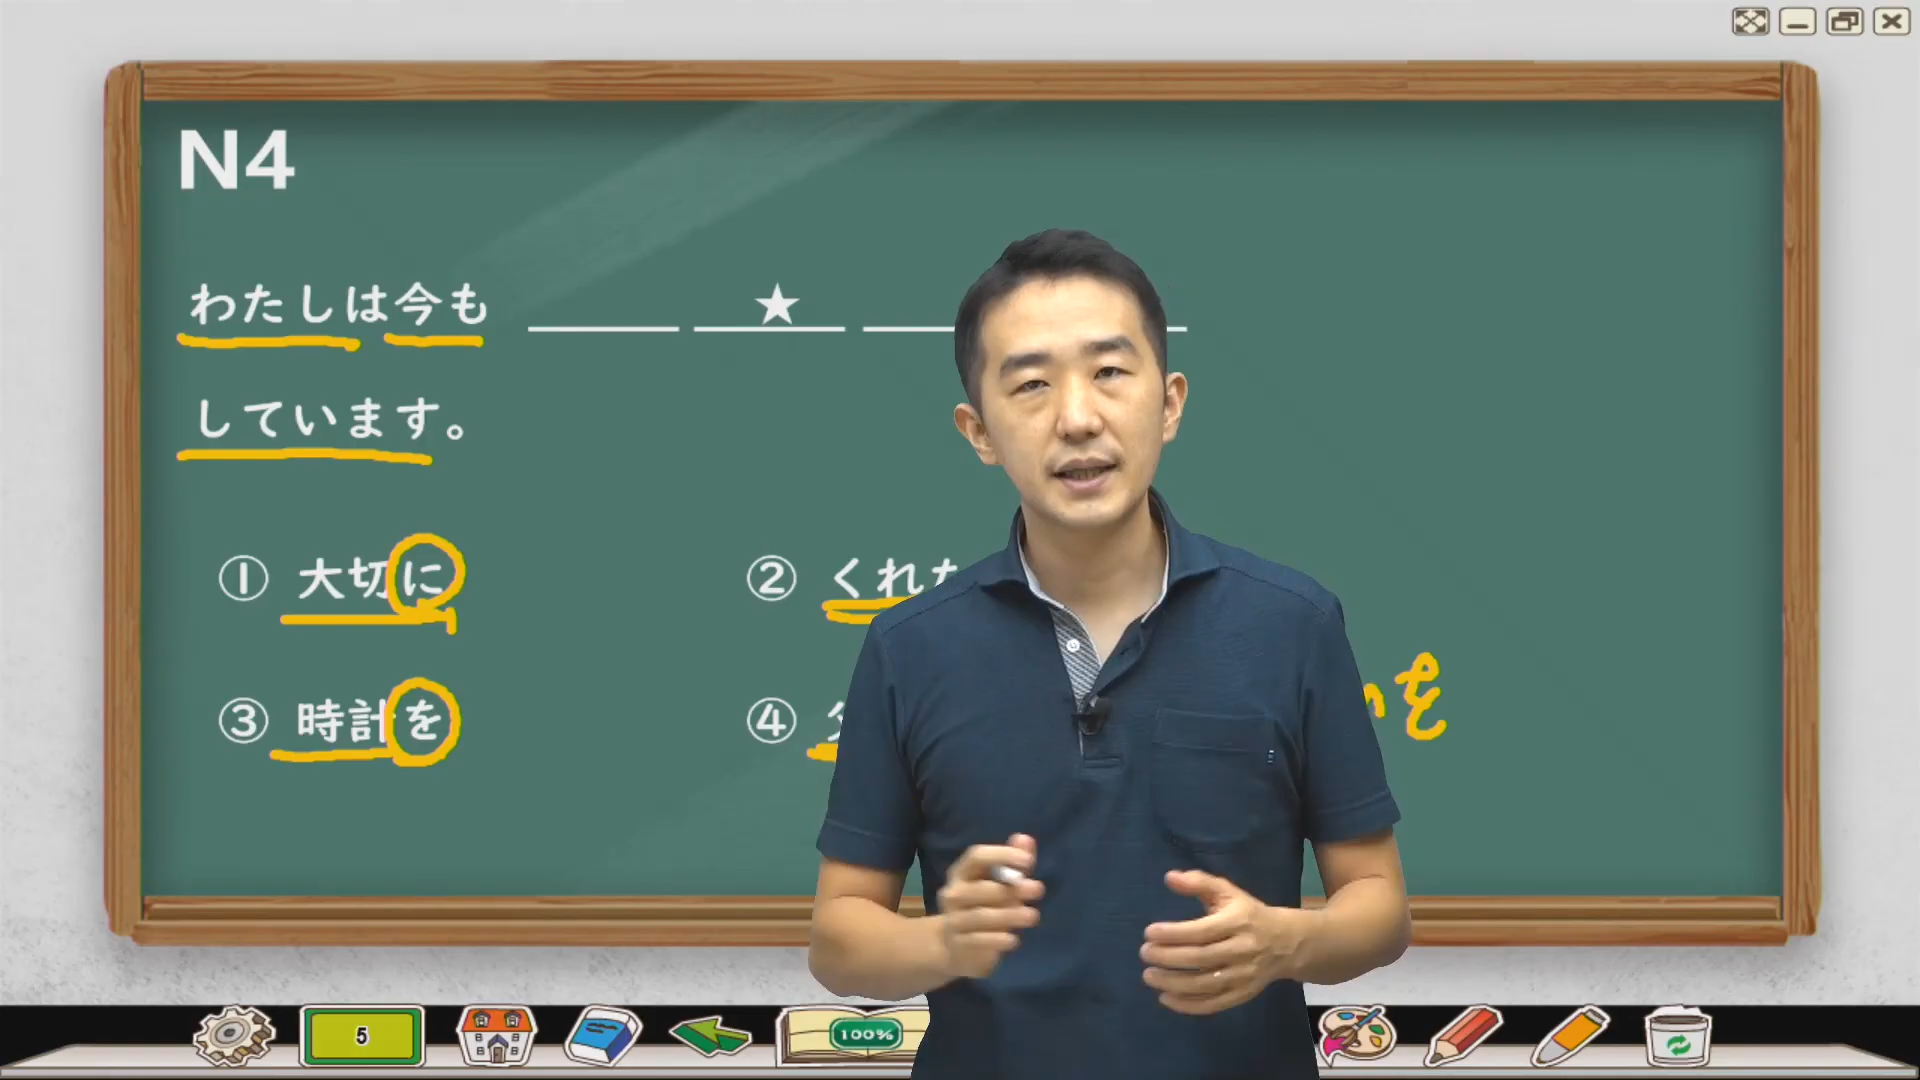 N4
わたしは今も ★
しています。
① 大切に
② くれた
③ 時計を
④
を
5
100%